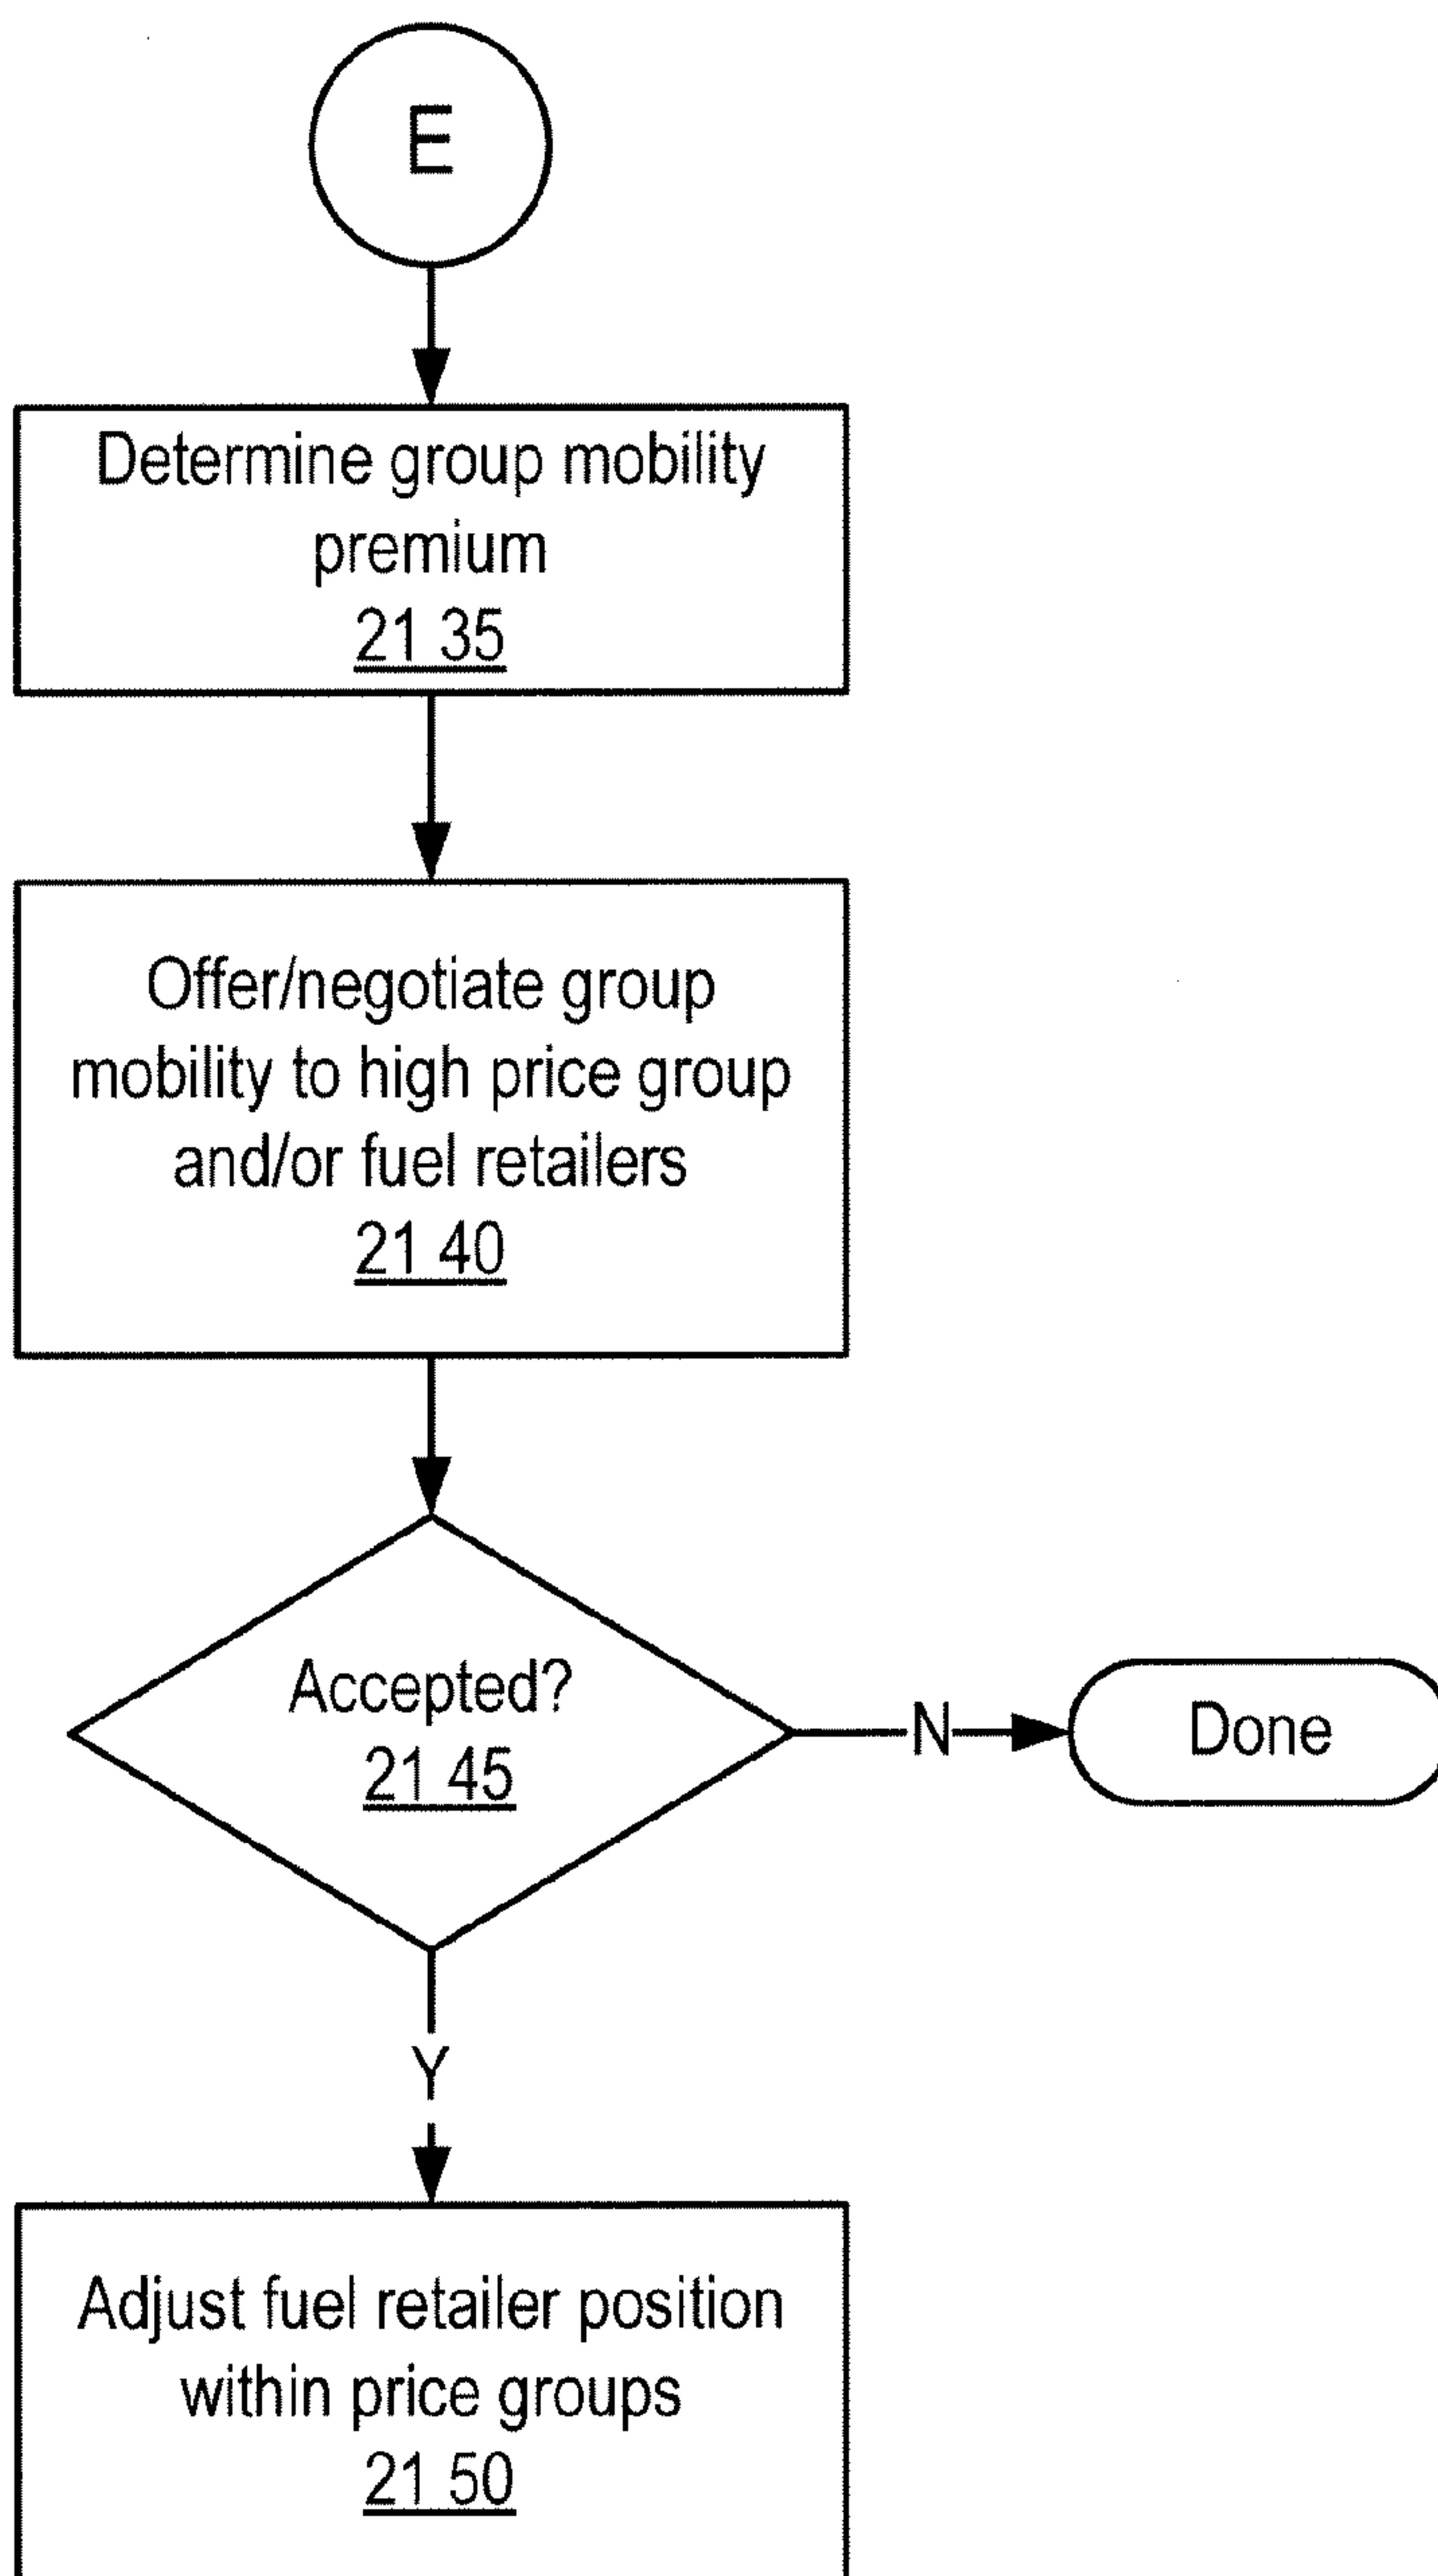 E
Determine group mobility
premium
21 35
Offer/negotiate group
mobility to high price group
and/or fuel retailers
21 40
Accepted?
21 45
N
Done
Y
Adjust fuel retailer position
within price groups
21 50